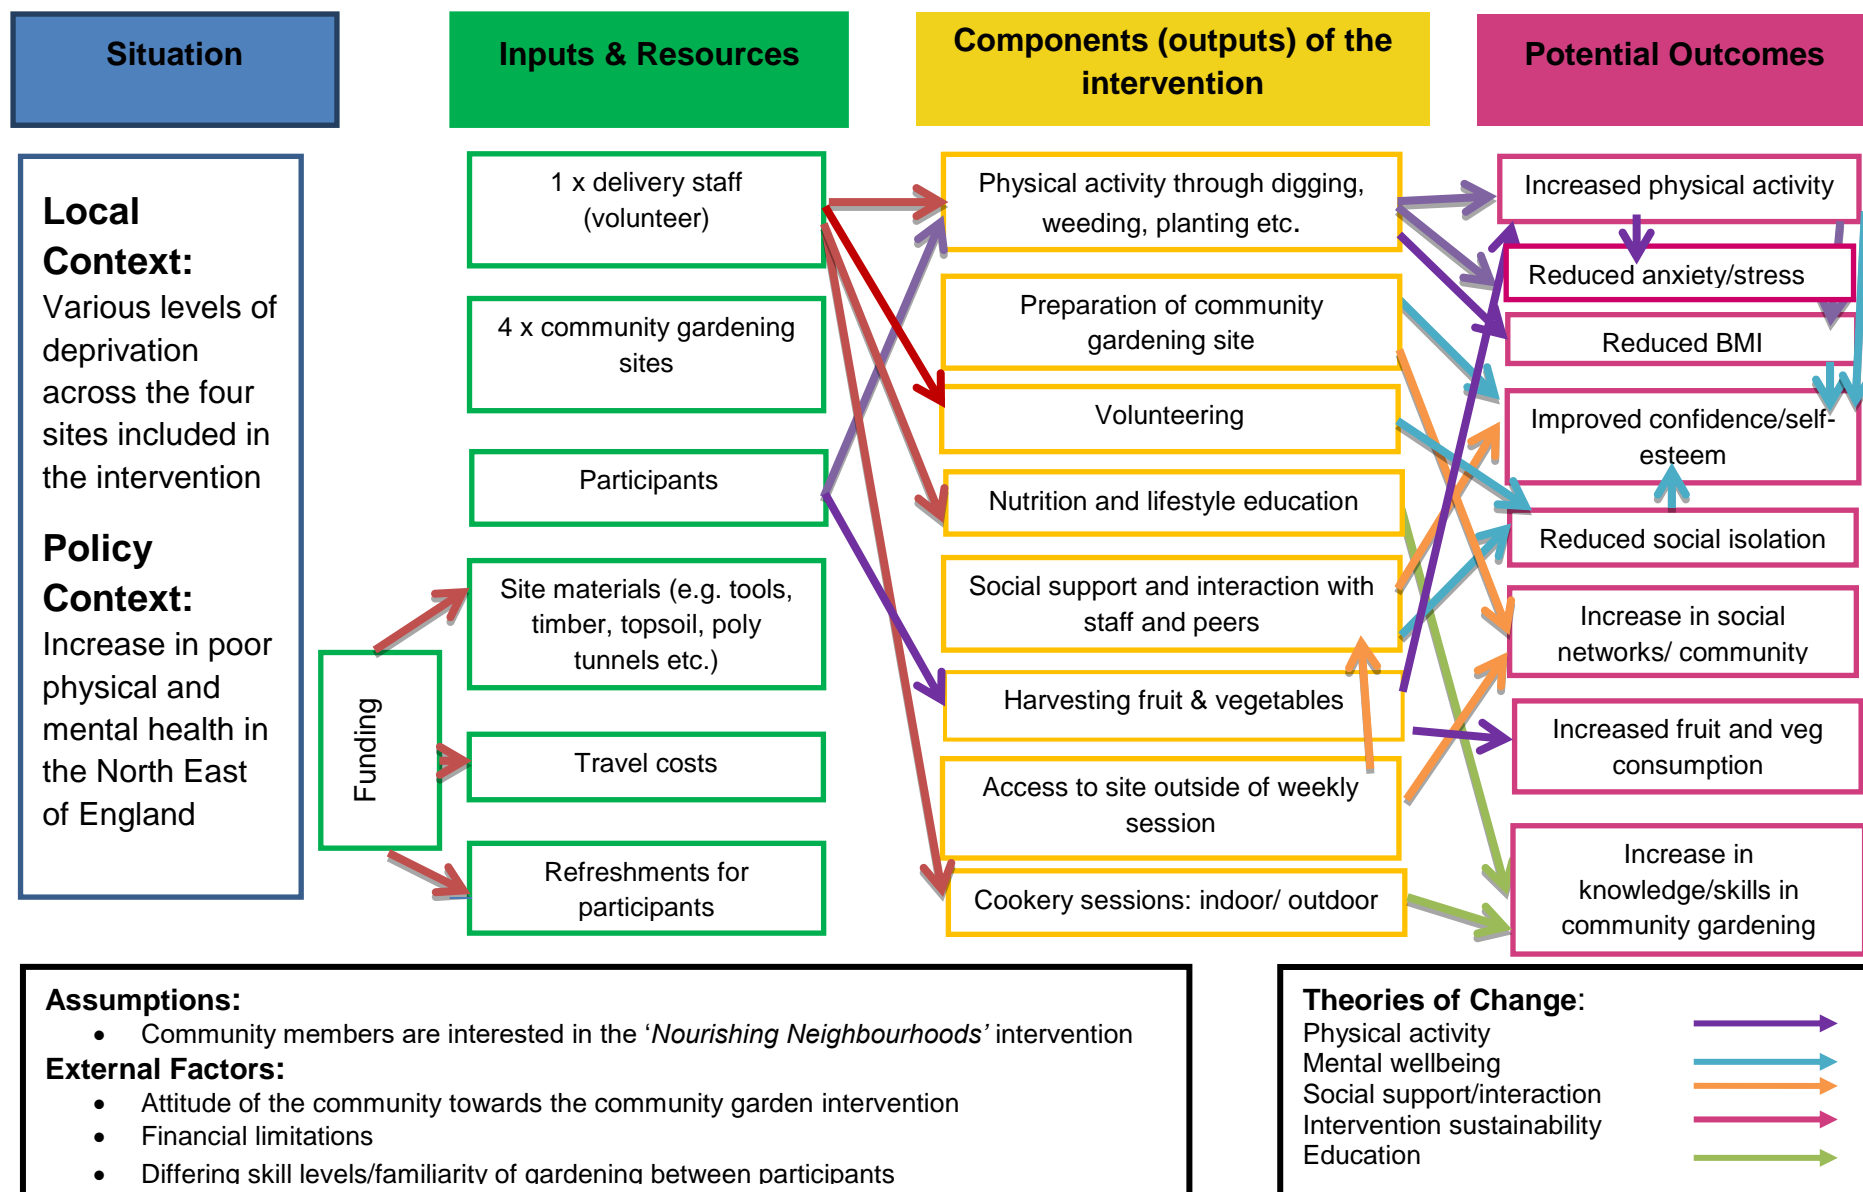 Situation
Inputs & Resources
Components (outputs) of the
intervention
Potential Outcomes
Local
Context:
Various levels of
deprivation
across the four
sites included in
the intervention
Policy
Context:
Increase in poor
physical and
mental health in
the North East
of England
Funding
1 x delivery staff
(volunteer)
4 x community gardening
sites
Participants
Site materials (e.g. tools,
timber, topsoil, poly
tunnels etc.)
Travel costs
Refreshments for
participants
Physical activity through digging,
weeding, planting etc.
Preparation of community
gardening site
Volunteering
Nutrition and lifestyle education
Social support and interaction with
staff and peers
Harvesting fruit & vegetables
Access to site outside of weekly
session
Cookery sessions: indoor/ outdoor
Increased physical activity
Reduced anxiety/stress
Reduced BMI
Improved confidence/self-
esteem
Reduced social isolation
Increase in social
networks/ community
Increased fruit and veg
consumption
Increase in
knowledge/skills in
community gardening
Assumptions:
• Community members are interested in the ‘Nourishing Neighbourhoods’ intervention
External Factors:
• Attitude of the community towards the community garden intervention
• Financial limitations
• Differing skill levels/familiarity of gardening between participants
Theories of Change:
Physical activity
Mental wellbeing
Social support/interaction
Intervention sustainability
Education